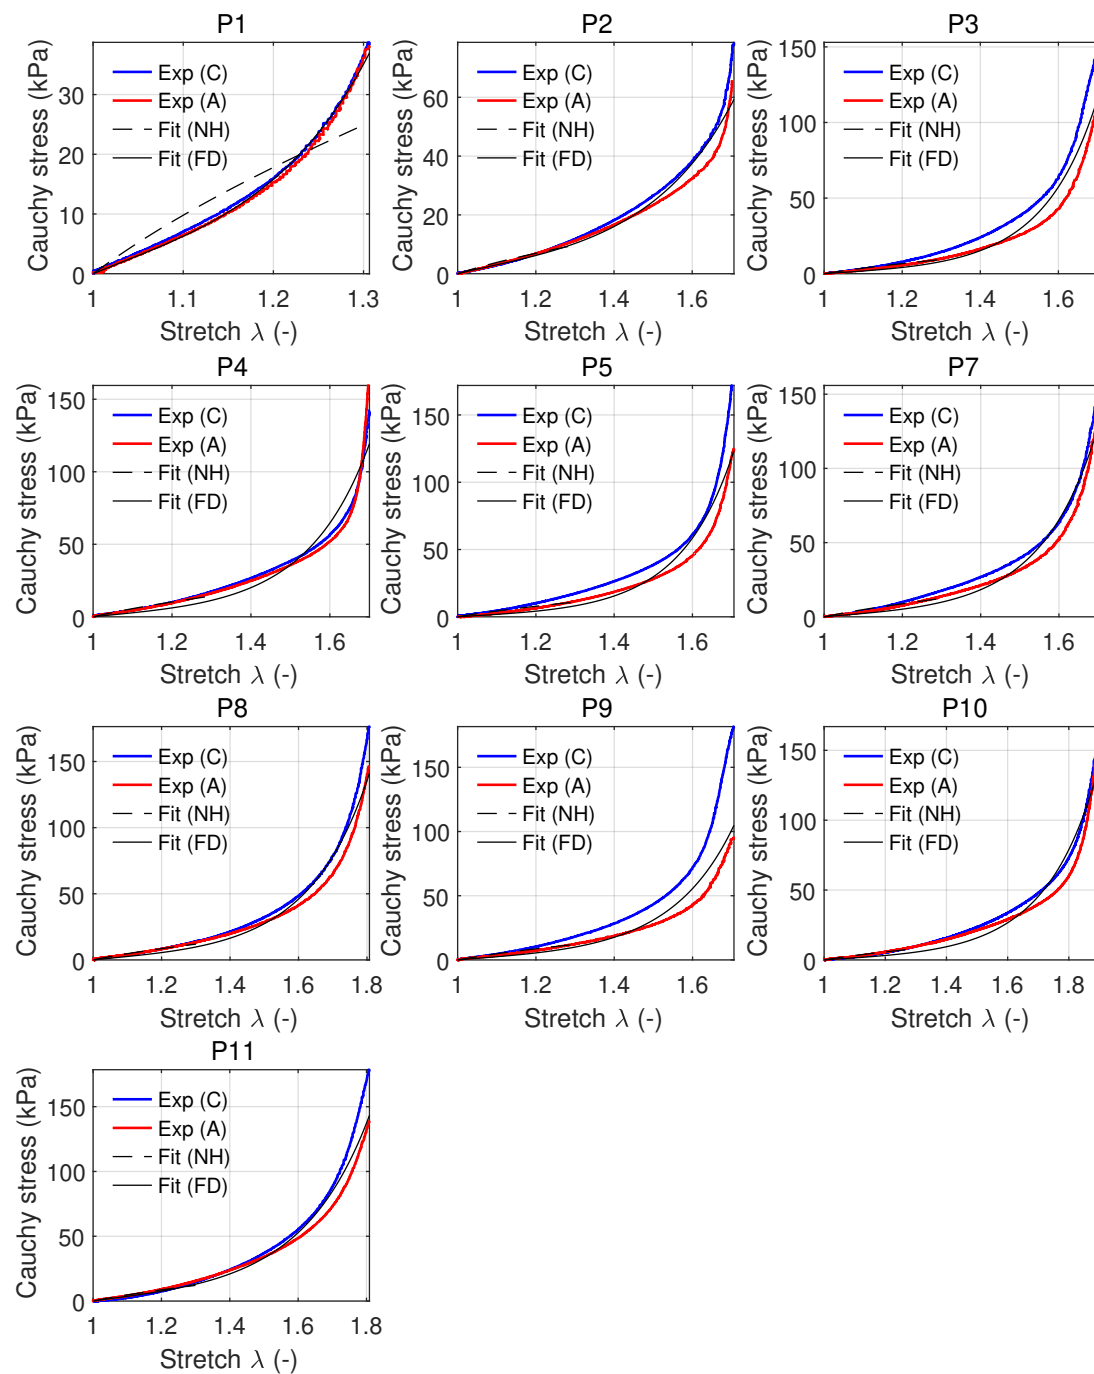 P1
Cauchy stress (kPa)
30
20
10
0
Exp (C)
Exp (A)
Fit (NH)
Fit (FD)
1 1.1 1.2 1.3
Stretch λ (-)
P2
Cauchy stress (kPa)
60
40
20
0
Exp (C)
Exp (A)
Fit (NH)
Fit (FD)
1 1.2 1.4 1.6
Stretch λ (-)
P3
Cauchy stress (kPa)
150
100
50
0
Exp (C)
Exp (A)
Fit (NH)
Fit (FD)
1 1.2 1.4 1.6
Stretch λ (-)
P4
Cauchy stress (kPa)
150
100
50
0
Exp (C)
Exp (A)
Fit (NH)
Fit (FD)
1 1.2 1.4 1.6
Stretch λ (-)
P5
Cauchy stress (kPa)
150
100
50
0
Exp (C)
Exp (A)
Fit (NH)
Fit (FD)
1 1.2 1.4 1.6
Stretch λ (-)
P7
Cauchy stress (kPa)
150
100
50
0
Exp (C)
Exp (A)
Fit (NH)
Fit (FD)
1 1.2 1.4 1.6
Stretch λ (-)
P8
Cauchy stress (kPa)
150
100
50
0
Exp (C)
Exp (A)
Fit (NH)
Fit (FD)
1 1.2 1.4 1.6 1.8
Stretch λ (-)
P9
Cauchy stress (kPa)
150
100
50
0
Exp (C)
Exp (A)
Fit (NH)
Fit (FD)
1 1.2 1.4 1.6
Stretch λ (-)
P10
Cauchy stress (kPa)
150
100
50
0
Exp (C)
Exp (A)
Fit (NH)
Fit (FD)
1 1.2 1.4 1.6 1.8
Stretch λ (-)
P11
Cauchy stress (kPa)
150
100
50
0
Exp (C)
Exp (A)
Fit (NH)
Fit (FD)
1 1.2 1.4 1.6 1.8
Stretch λ (-)